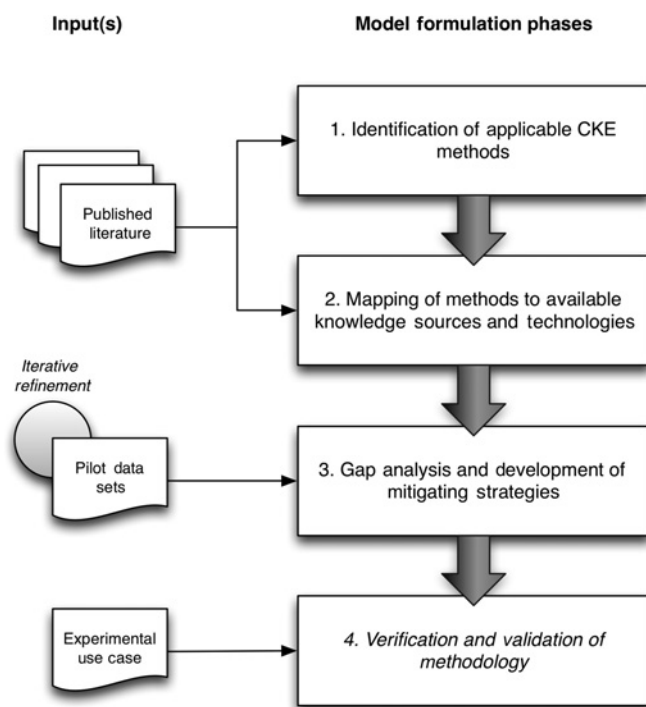 Input(s)
Model formulation phases
1. Identification of applicable CKE
methods
Published
literature
2. Mapping of methods to available
knowledge sources and technologies
Iterative
refinement
Pilot data
sets
3. Gap analysis and development of
mitigating strategies
Experimental
use case
4. Verification and validation of
methodology